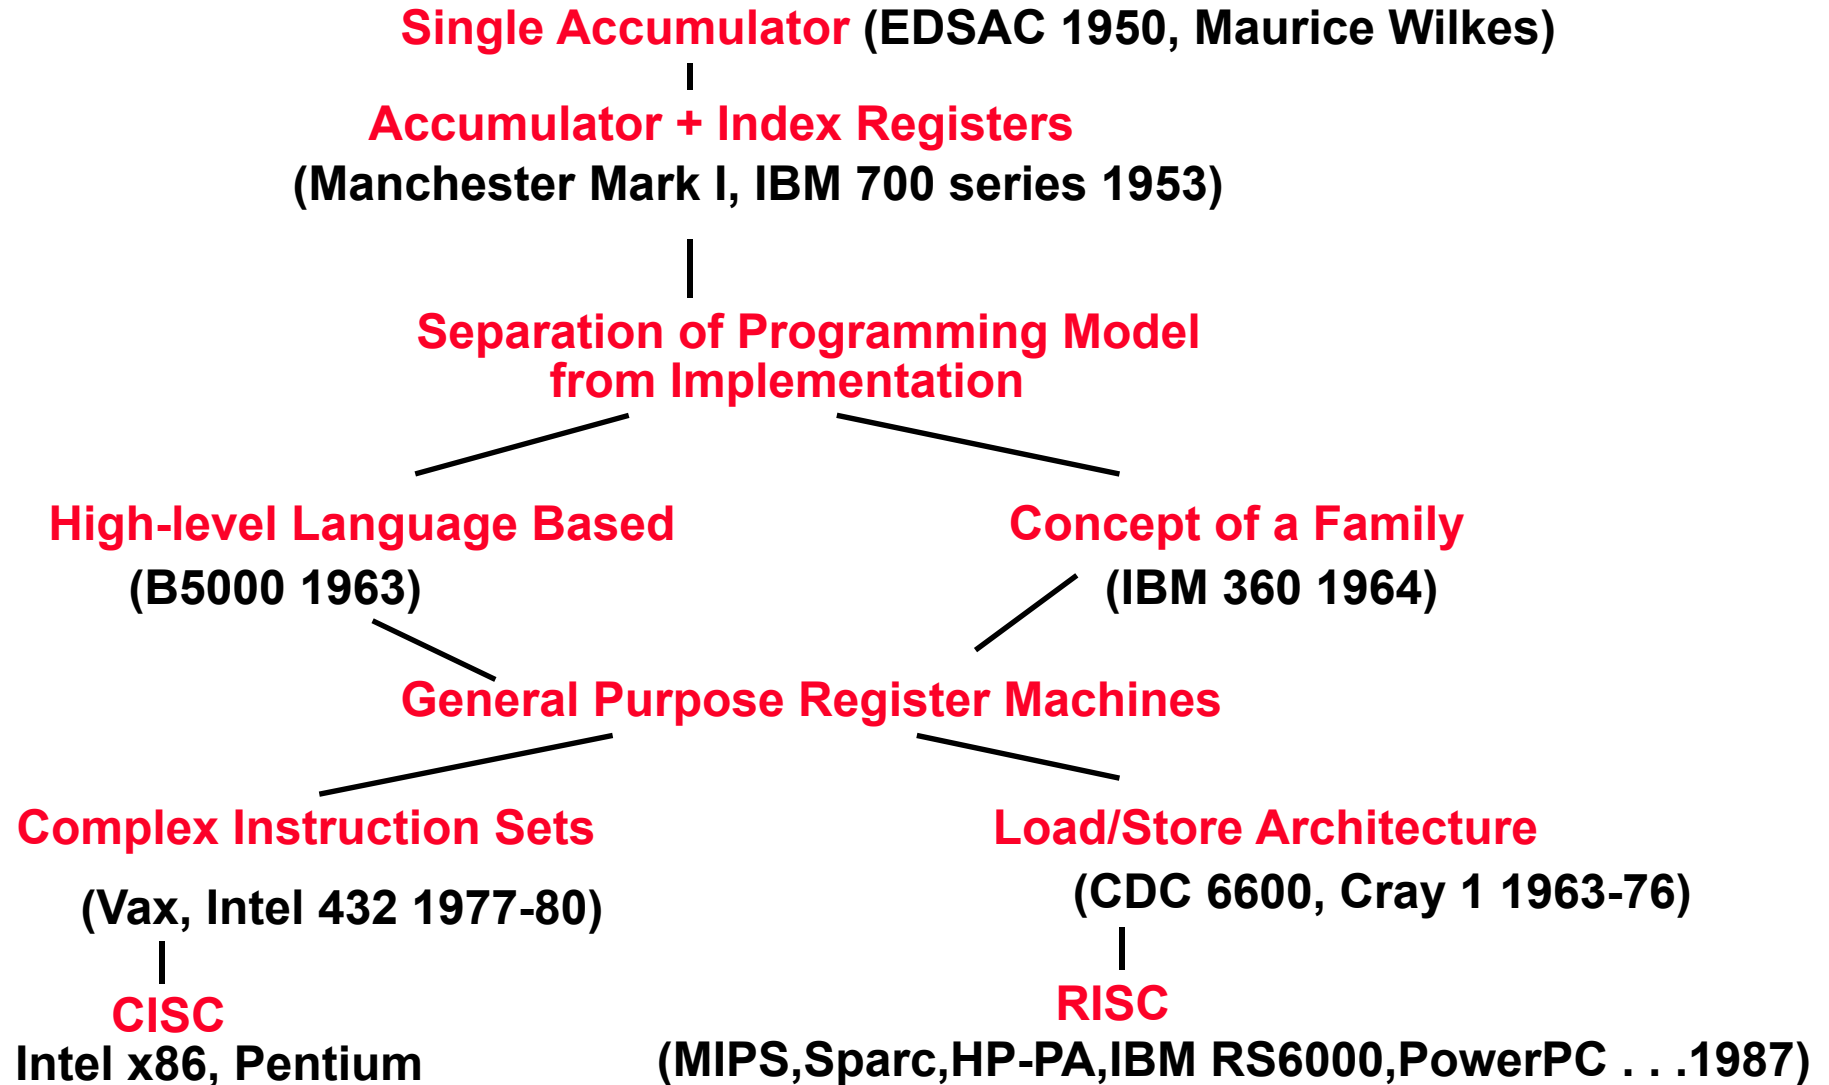 Single Accumulator (EDSAC 1950, Maurice Wilkes)
Accumulator + Index Registers
(Manchester Mark I, IBM 700 series 1953)
Separation of Programming Model
from Implementation
High-level Language Based
Concept of a Family
(B5000 1963)
(IBM 360 1964)
General Purpose Register Machines
Complex Instruction Sets
Load/Store Architecture
(Vax, Intel 432 1977-80)
(CDC 6600, Cray 1 1963-76)
CISC
RISC
Intel x86, Pentium
(MIPS,Sparc,HP-PA,IBM RS6000,PowerPC . . .1987)